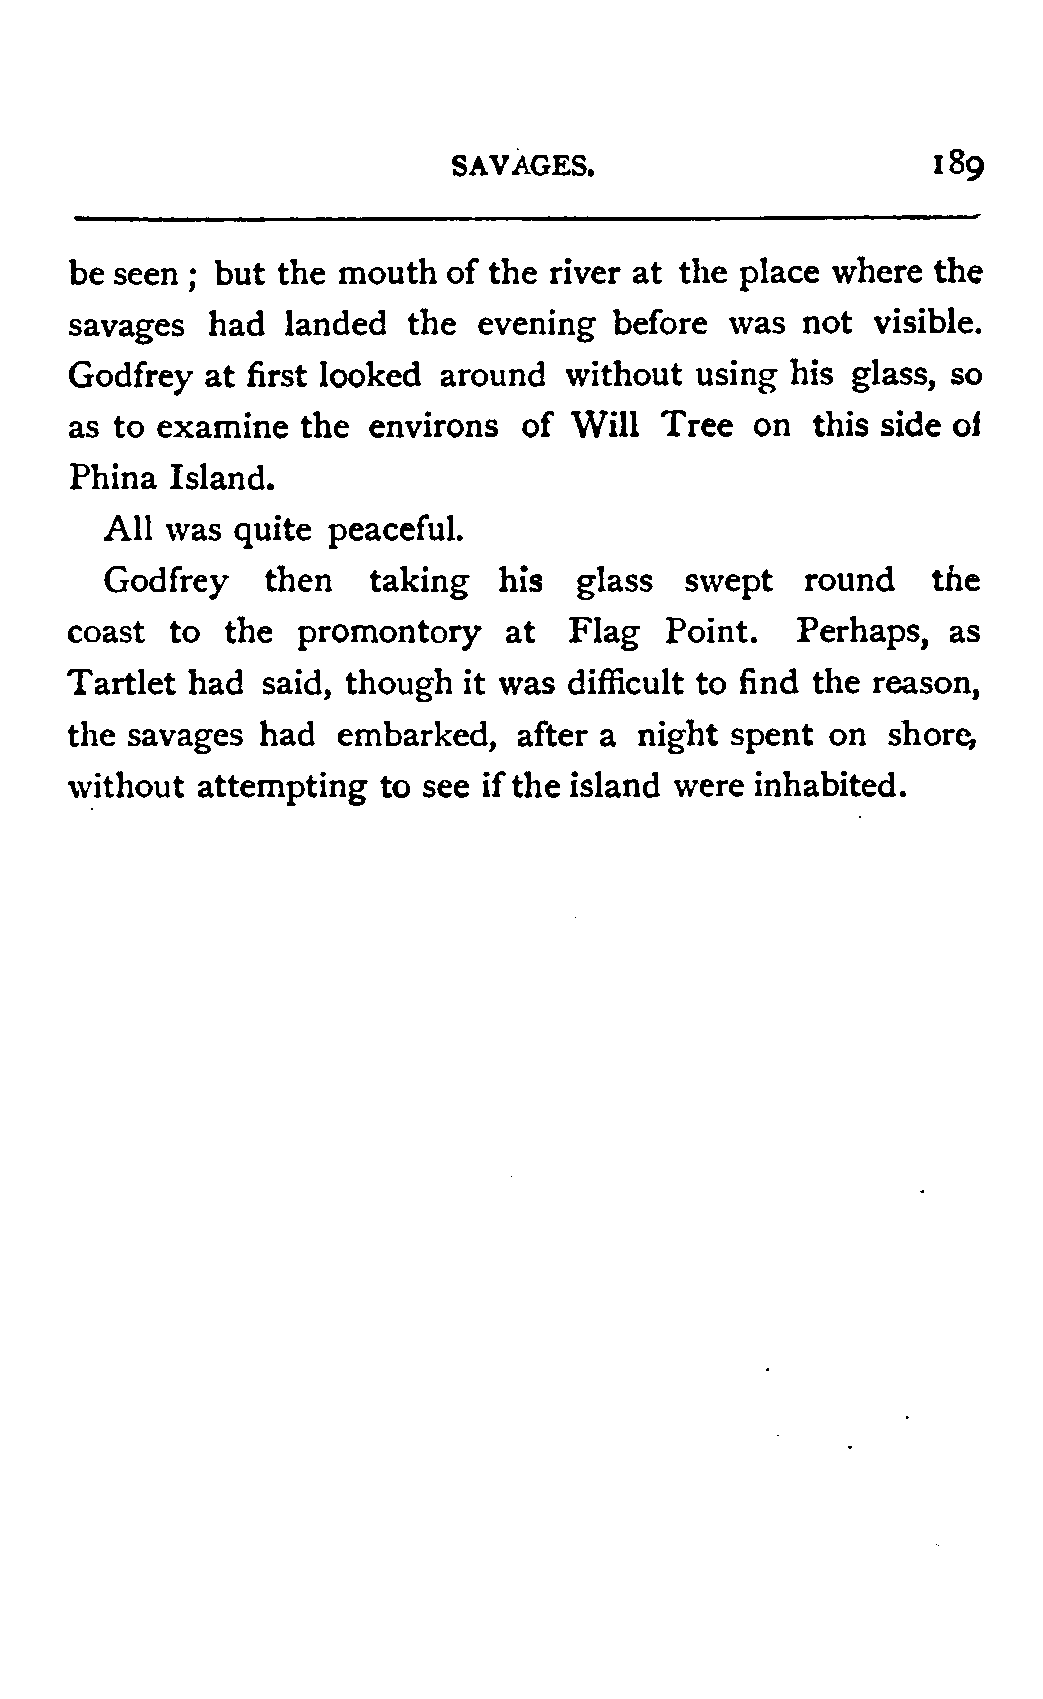 SAVAGES. 189
be seen ; but the mouth of the river at the place where the
savages had landed the evening before was not visible.
Godfrey at first looked around without using his glass, so
as to examine the environs of Will Tree on this side of
Phina Island.
All was quite peaceful.
Godfrey then taking his glass swept round the
coast to the promontory at Flag Point. Perhaps, as
Tartlet had said, though it was difficult to find the reason,
the savages had embarked, after a night spent on shore,
without attempting to see if the island were inhabited.